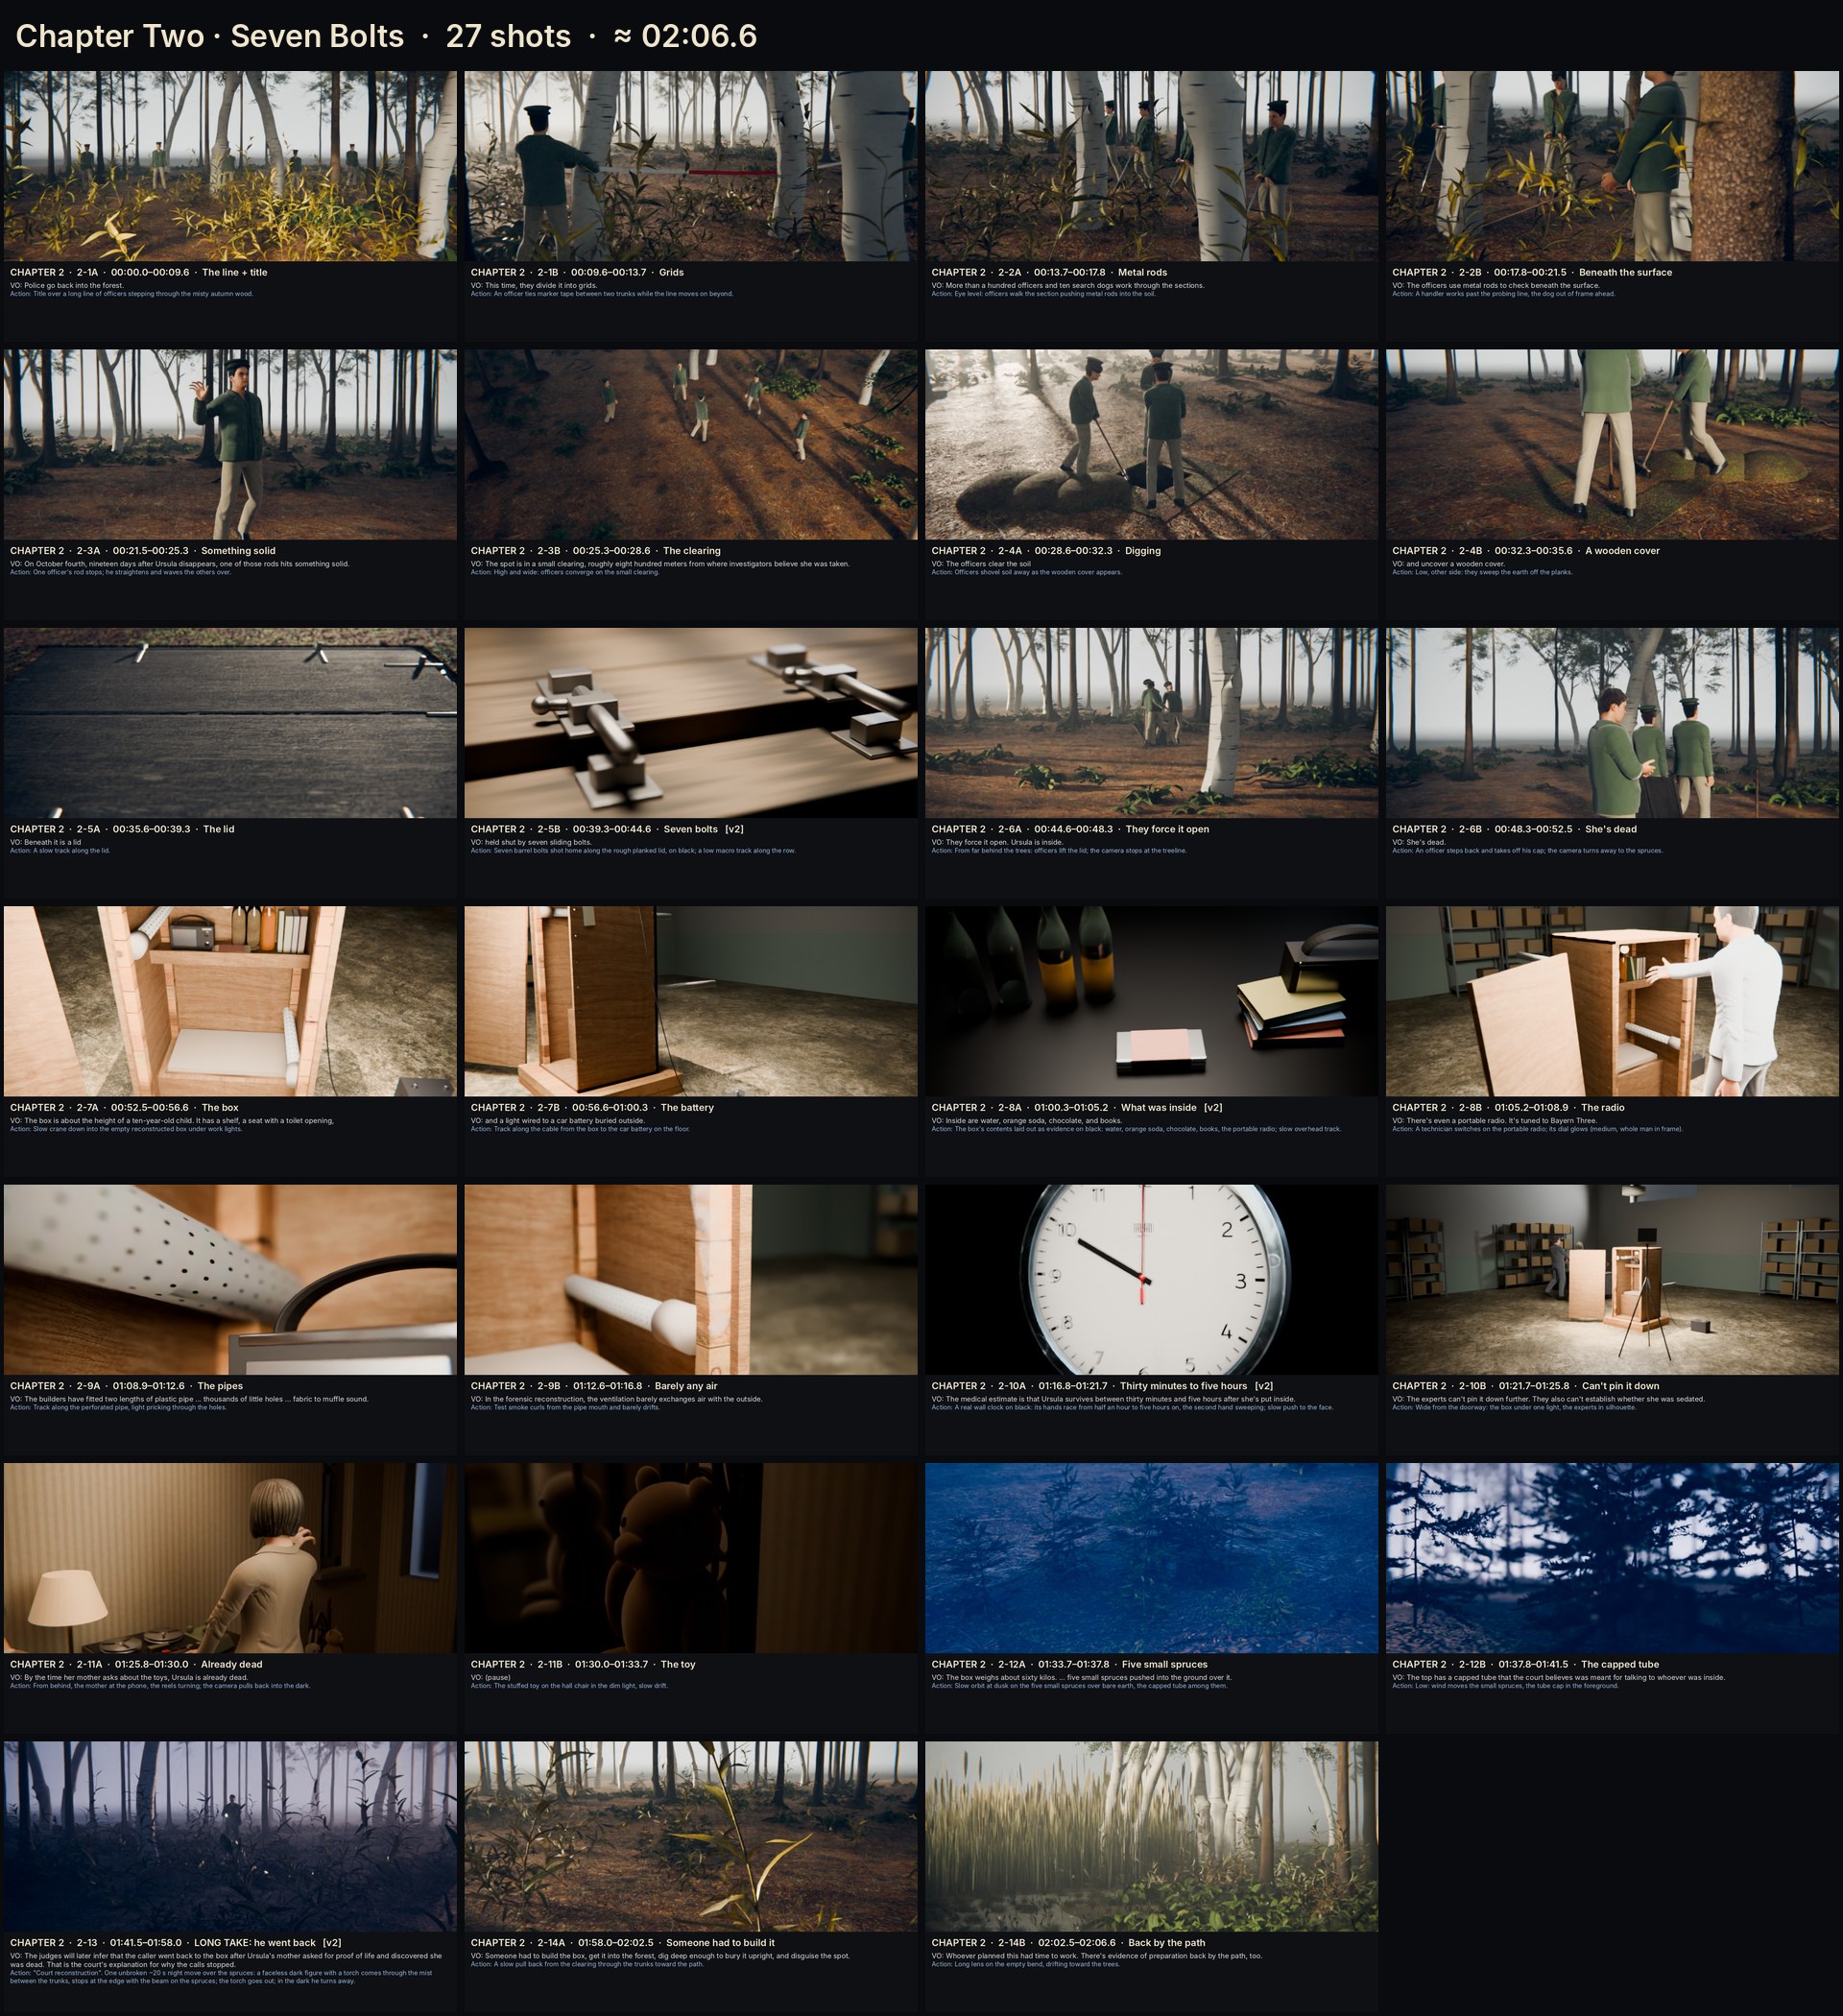 Chapter Two · Seven Bolts · 27 shots · ≈ 02:06.6
CHAPTER 2 · 2-1A · 00:00.0–00:09.6 · The line + title
VO: Police go back into the forest.
Action: Title over a long line of officers stepping through the misty autumn wood.
CHAPTER 2 · 2-1B · 00:09.6–00:13.7 · Grids
VO: This time, they divide it into grids.
Action: An officer ties marker tape between two trunks while the line moves on beyond.
CHAPTER 2 · 2-2A · 00:13.7–00:17.8 · Metal rods
VO: More than a hundred officers and ten search dogs work through the sections.
Action: Eye level: officers walk the section pushing metal rods into the soil.
CHAPTER 2 · 2-2B · 00:17.8–00:21.5 · Beneath the surface
VO: The officers use metal rods to check beneath the surface.
Action: A handler works past the probing line, the dog out of frame ahead.
CHAPTER 2 · 2-3A · 00:21.5–00:25.3 · Something solid
VO: On October fourth, nineteen days after Ursula disappears, one of those rods hits something solid.
Action: One officer's rod stops; he straightens and waves the others over.
CHAPTER 2 · 2-3B · 00:25.3–00:28.6 · The clearing
VO: The spot is in a small clearing, roughly eight hundred meters from where investigators believe she was taken.
Action: High and wide: officers converge on the small clearing.
CHAPTER 2 · 2-4A · 00:28.6–00:32.3 · Digging
VO: The officers clear the soil
Action: Officers shovel soil away as the wooden cover appears.
CHAPTER 2 · 2-4B · 00:32.3–00:35.6 · A wooden cover
VO: and uncover a wooden cover.
Action: Low, other side: they sweep the earth off the planks.
CHAPTER 2 · 2-5A · 00:35.6–00:39.3 · The lid
VO: Beneath it is a lid
Action: A slow track along the lid.
CHAPTER 2 · 2-5B · 00:39.3–00:44.6 · Seven bolts [v2]
VO: held shut by seven sliding bolts.
Action: Seven barrel bolts shot home along the rough planked lid, on black; a low macro track along the row.
CHAPTER 2 · 2-6A · 00:44.6–00:48.3 · They force it open
VO: They force it open. Ursula is inside.
Action: From far behind the trees: officers lift the lid; the camera stops at the treeline.
CHAPTER 2 · 2-6B · 00:48.3–00:52.5 · She's dead
VO: She's dead.
Action: An officer steps back and takes off his cap; the camera turns away to the spruces.
CHAPTER 2 · 2-7A · 00:52.5–00:56.6 · The box
VO: The box is about the height of a ten-year-old child. It has a shelf, a seat with a toilet opening,
Action: Slow crane down into the empty reconstructed box under work lights.
CHAPTER 2 · 2-7B · 00:56.6–01:00.3 · The battery
VO: and a light wired to a car battery buried outside.
Action: Track along the cable from the box to the car battery on the floor.
CHAPTER 2 · 2-8A · 01:00.3–01:05.2 · What was inside [v2]
VO: Inside are water, orange soda, chocolate, and books.
Action: The box's contents laid out as evidence on black: water, orange soda, chocolate, books, the portable radio; slow overhead track.
CHAPTER 2 · 2-8B · 01:05.2–01:08.9 · The radio
VO: There's even a portable radio. It's tuned to Bayern Three.
Action: A technician switches on the portable radio; its dial glows (medium, whole man in frame).
11
1
10
2
9
3
8
4
7
5
CHAPTER 2 · 2-9A · 01:08.9–01:12.6 · The pipes
VO: The builders have fitted two lengths of plastic pipe ... thousands of little holes ... fabric to muffle sound.
Action: Track along the perforated pipe, light pricking through the holes.
CHAPTER 2 · 2-9B · 01:12.6–01:16.8 · Barely any air
VO: In the forensic reconstruction, the ventilation barely exchanges air with the outside.
Action: Test smoke curls from the pipe mouth and barely drifts.
CHAPTER 2 · 2-10A · 01:16.8–01:21.7 · Thirty minutes to five hours [v2]
VO: The medical estimate is that Ursula survives between thirty minutes and five hours after she's put inside.
Action: A real wall clock on black: its hands race from half an hour to five hours on, the second hand sweeping; slow push to the face.
CHAPTER 2 · 2-10B · 01:21.7–01:25.8 · Can't pin it down
VO: The experts can't pin it down further. They also can't establish whether she was sedated.
Action: Wide from the doorway: the box under one light, the experts in silhouette.
CHAPTER 2 · 2-11A · 01:25.8–01:30.0 · Already dead
VO: By the time her mother asks about the toys, Ursula is already dead.
Action: From behind, the mother at the phone, the reels turning; the camera pulls back into the dark.
CHAPTER 2 · 2-11B · 01:30.0–01:33.7 · The toy
VO: (pause)
Action: The stuffed toy on the hall chair in the dim light, slow drift.
CHAPTER 2 · 2-12A · 01:33.7–01:37.8 · Five small spruces
VO: The box weighs about sixty kilos. ... five small spruces pushed into the ground over it.
Action: Slow orbit at dusk on the five small spruces over bare earth, the capped tube among them.
CHAPTER 2 · 2-12B · 01:37.8–01:41.5 · The capped tube
VO: The top has a capped tube that the court believes was meant for talking to whoever was inside.
Action: Low: wind moves the small spruces, the tube cap in the foreground.
CHAPTER 2 · 2-13 · 01:41.5–01:58.0 · LONG TAKE: he went back [v2]
VO: The judges will later infer that the caller went back to the box after Ursula's mother asked for proof of life and discovered she
was dead. That is the court's explanation for why the calls stopped.
Action: "Court reconstruction". One unbroken ~20 s night move over the spruces: a faceless dark figure with a torch comes through the mist
between the trunks, stops at the edge with the beam on the spruces; the torch goes out; in the dark he turns away.
CHAPTER 2 · 2-14A · 01:58.0–02:02.5 · Someone had to build it
VO: Someone had to build the box, get it into the forest, dig deep enough to bury it upright, and disguise the spot.
Action: A slow pull back from the clearing through the trunks toward the path.
CHAPTER 2 · 2-14B · 02:02.5–02:06.6 · Back by the path
VO: Whoever planned this had time to work. There's evidence of preparation back by the path, too.
Action: Long lens on the empty bend, drifting toward the trees.